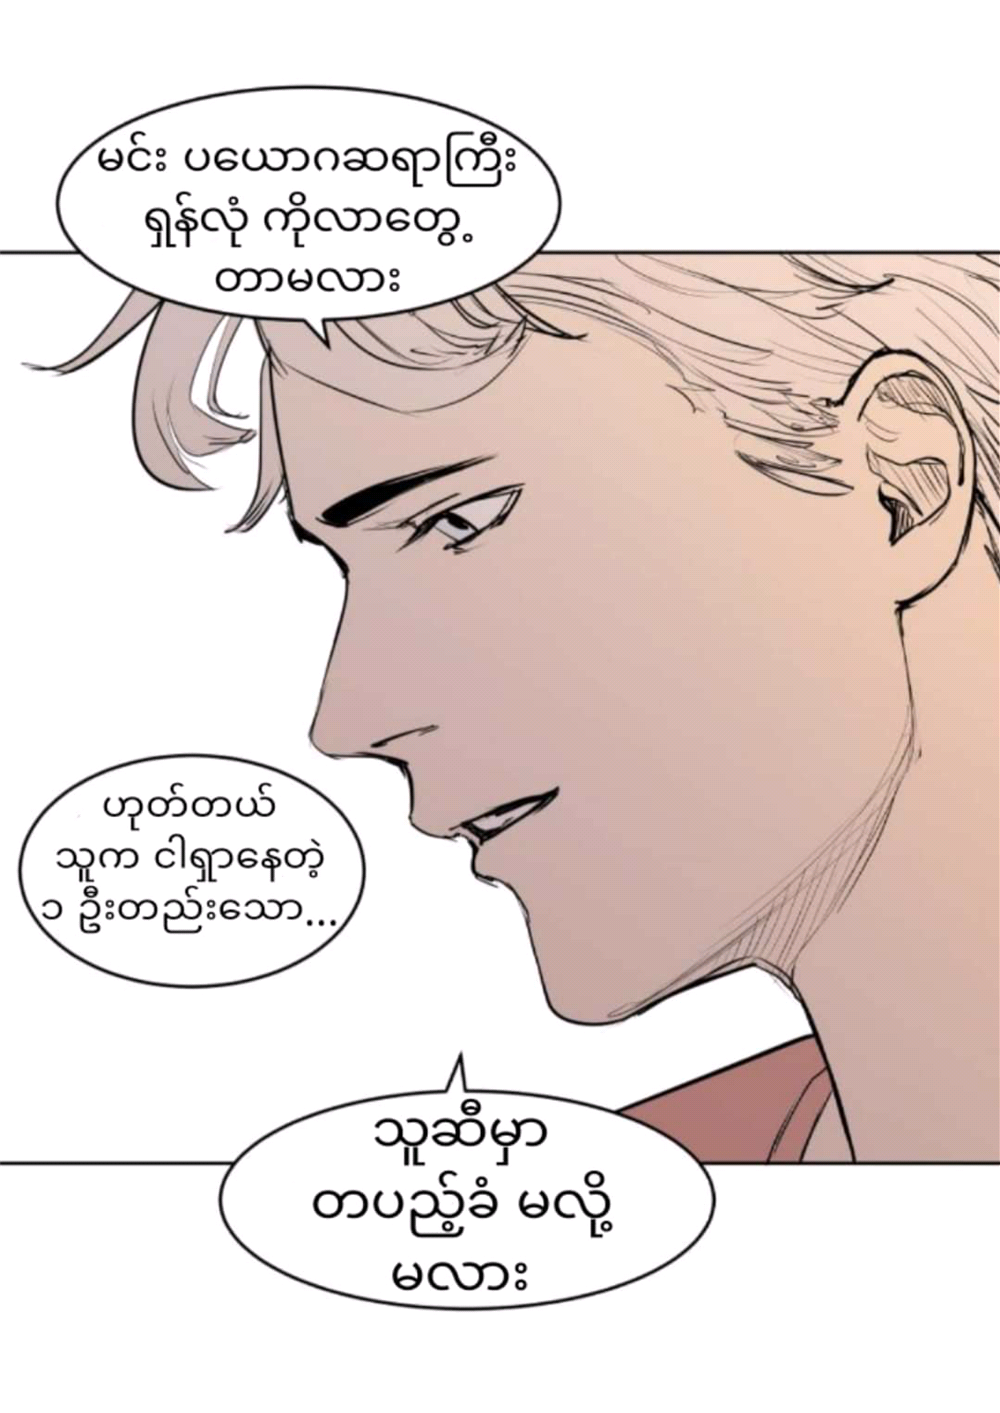 မင်း ပယောဂဆရာကြီး
ရှန်လုံ ကိုလာတွေ့
တာမလား
ဟုတ်တယ်
သူက ငါရှာနေတဲ့
၁ ဦးတည်းသော...
သူဆီမှာ
တပည့်ခံ မလို့
မလား